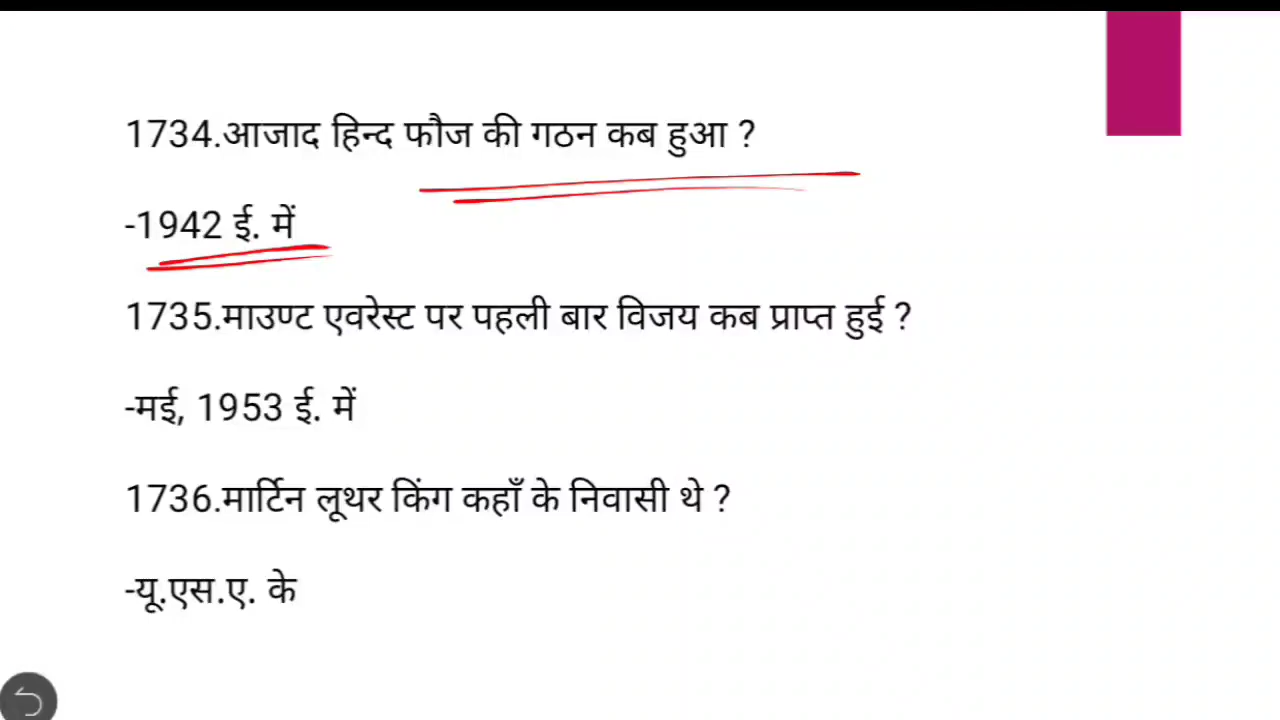 1734.आजाद हिन्द फौज की गठन कब हुआ ?
-1942 ई. में
1735.माउण्ट एवरेस्ट पर पहली बार विजय कब प्राप्त हुई ?
-मई, 1953 ई. में
1736.मार्टिन लूथर किंग कहाँ के निवासी थे ?
-यू.एस.ए. के